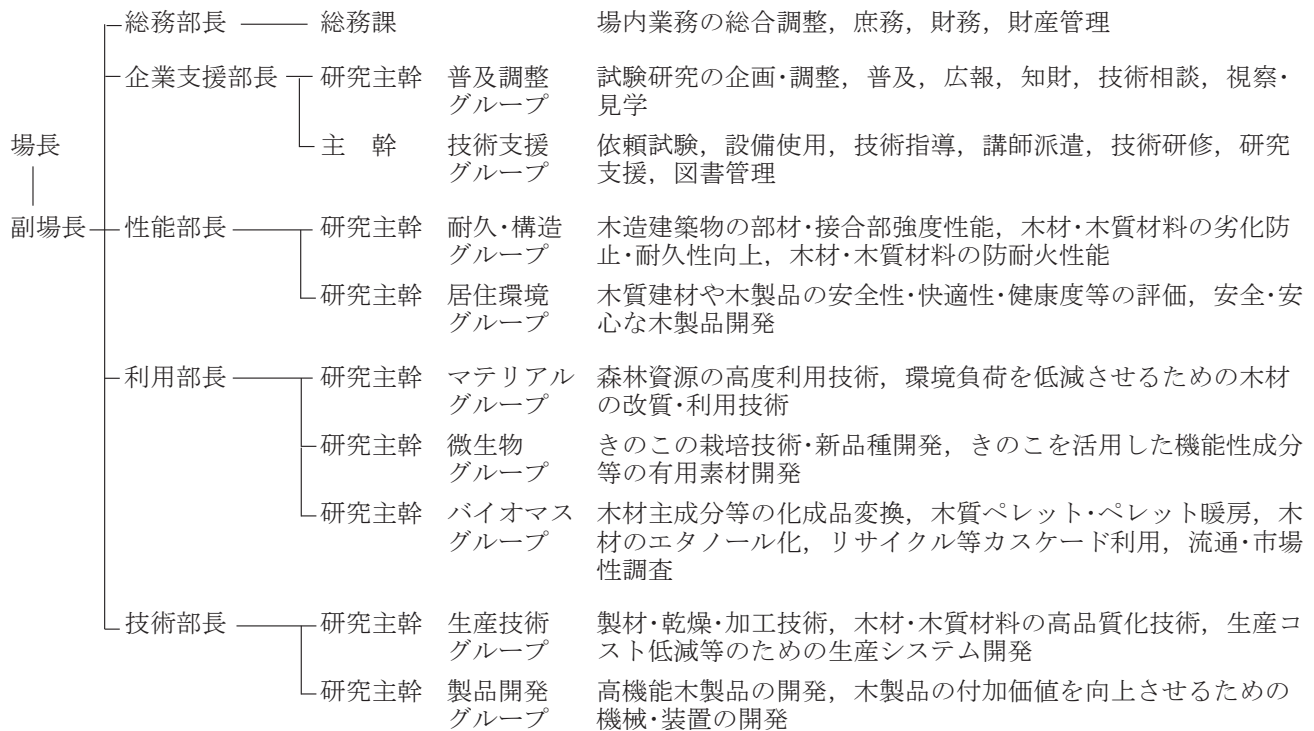 総務部長 総務課 場内業務の総合調整，庶務，財務，財産管理
企業支援部長 研究主幹 普及調整 試験研究の企画・調整，普及，広報，知財，技術相談，視察・
グループ 見学
場長 主　幹 技術支援 依頼試験，設備使用，技術指導，講師派遣，技術研修，研究
グループ 支援，図書管理
副場長 性能部長 研究主幹 耐久・構造 木造建築物の部材・接合部強度性能，木材・木質材料の劣化防
グループ 止・耐久性向上，木材・木質材料の防耐火性能
研究主幹 居住環境 木質建材や木製品の安全性・快適性・健康度等の評価，安全・安
グループ 心な木製品開発
利用部長 研究主幹 マテリアル 森林資源の高度利用技術，環境負荷を低減させるための木材
グループ の改質・利用技術
研究主幹 微生物 きのこの栽培技術・新品種開発，きのこを活用した機能性成分
グループ 等の有用素材開発
研究主幹 バイオマス 木材主成分等の化成品変換，木質ペレット・ペレット暖房，木
グループ 材のエタノール化，リサイクル等カスケード利用，流通・市場
性調査
技術部長 研究主幹 生産技術 製材・乾燥・加工技術，木材・木質材料の高品質化技術，生産コ
グループ スト低減等のための生産システム開発
研究主幹 製品開発 高機能木製品の開発，木製品の付加価値を向上させるための
グループ 機械・装置の開発